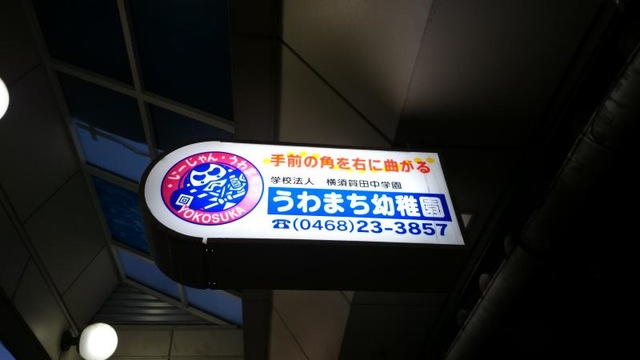 手前の角を右に曲がる
学校法人 横須賀田中学園
うわまち幼稚園
☎(0468)23-3857
いーじゃん・うわまち
YOKOSUKA